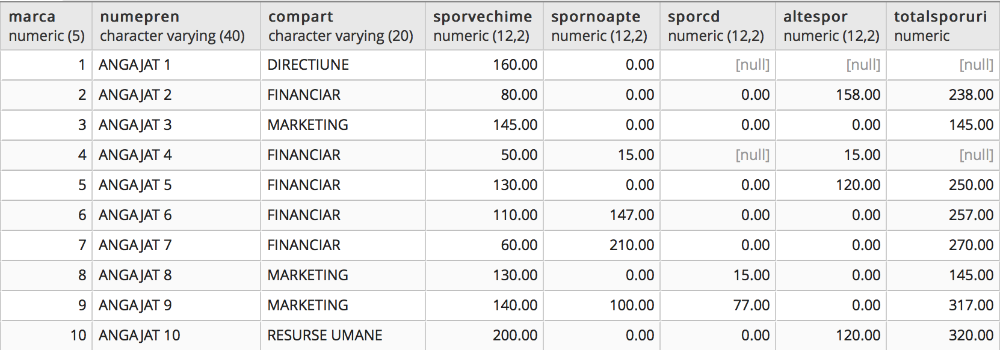 marca numepren compart sporvechime spornoapte sporcd altespor totalsporuri
numeric (5) character varying (40) character varying (20) numeric (12,2) numeric (12,2) numeric (12,2) numeric (12,2) numeric
1 ANGAJAT 1 DIRECTIUNE 160.00 0.00 [null] [null] [null]
2 ANGAJAT 2 FINANCIAR 80.00 0.00 0.00 158.00 238.00
3 ANGAJAT 3 MARKETING 145.00 0.00 0.00 0.00 145.00
4 ANGAJAT 4 FINANCIAR 50.00 15.00 [null] 15.00 [null]
5 ANGAJAT 5 FINANCIAR 130.00 0.00 0.00 120.00 250.00
6 ANGAJAT 6 FINANCIAR 110.00 147.00 0.00 0.00 257.00
7 ANGAJAT 7 FINANCIAR 60.00 210.00 0.00 0.00 270.00
8 ANGAJAT 8 MARKETING 130.00 0.00 15.00 0.00 145.00
9 ANGAJAT 9 MARKETING 140.00 100.00 77.00 0.00 317.00
10 ANGAJAT 10 RESURSE UMANE 200.00 0.00 0.00 120.00 320.00